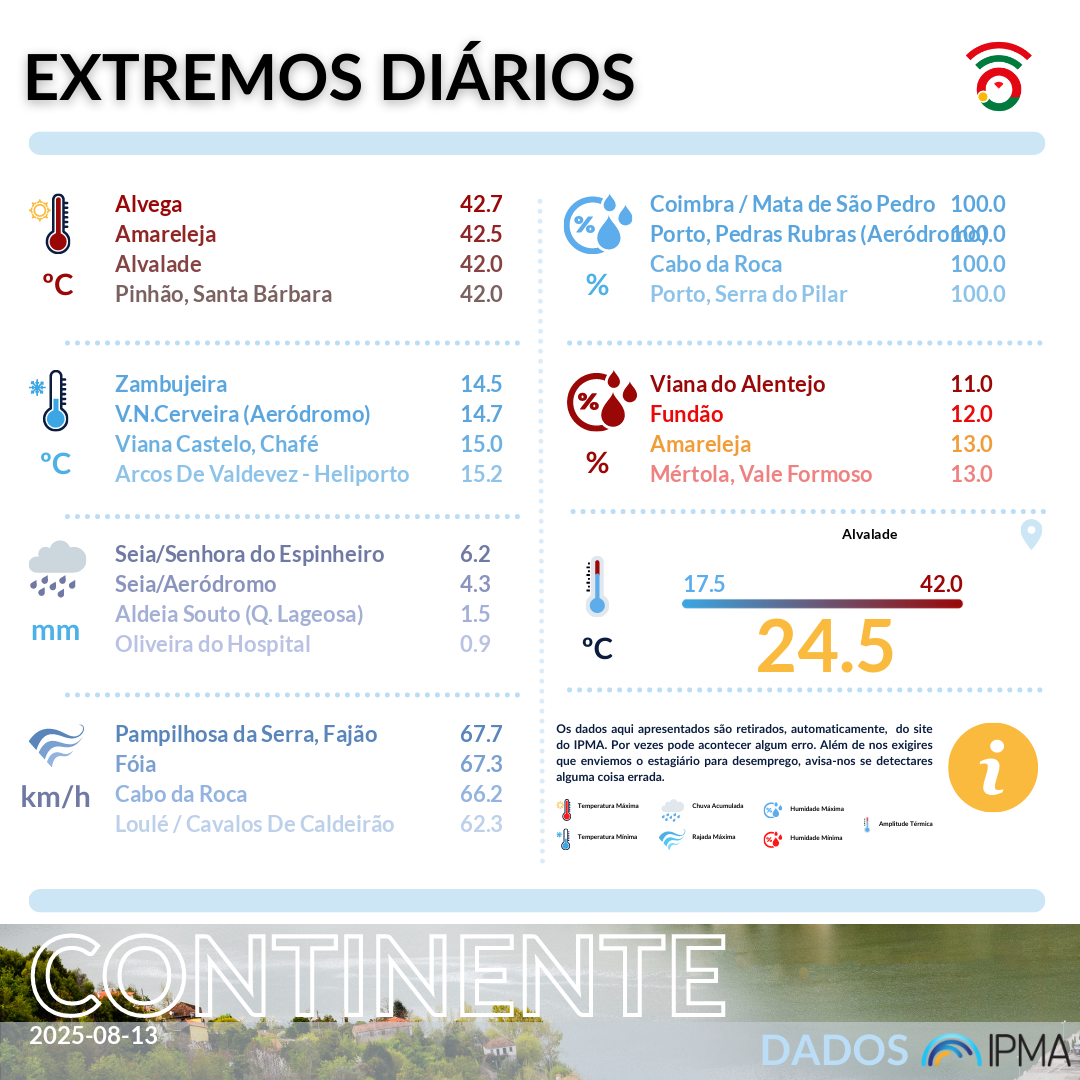 EXTREMOS DIÁRIOS
Alvega 42.7
Amareleja 42.5
Alvalade 42.0
Pinhão, Santa Bárbara 42.0
ºC
Zambujeira 14.5
V.N.Cerveira (Aeródromo) 14.7
Viana Castelo, Chafé 15.0
Arcos De Valdevez - Heliporto 15.2
ºC
Seia/Senhora do Espinheiro 6.2
Seia/Aeródromo 4.3
Aldeia Souto (Q. Lageosa) 1.5
Oliveira do Hospital 0.9
mm
Pampilhosa da Serra, Fajão 67.7
Fóia 67.3
Cabo da Roca 66.2
Loulé / Cavalos De Caldeirão 62.3
km/h
%
Coimbra / Mata de São Pedro 100.0
Porto, Pedras Rubras (Aeródromo) 100.0
Cabo da Roca 100.0
Porto, Serra do Pilar 100.0
%
%
Viana do Alentejo 11.0
Fundão 12.0
Amareleja 13.0
Mértola, Vale Formoso 13.0
%
Alvalade
17.5 42.0
24.5
ºC
Os dados aqui apresentados são retirados, automaticamente, do site
do IPMA. Por vezes pode acontecer algum erro. Além de nos exigires
que enviemos o estagiário para desemprego, avisa-nos se detectares
alguma coisa errada.
i
Temperatura Máxima
Chuva Acumulada
Humidade Máxima
Amplitude Térmica
Temperatura Mínima
Rajada Máxima
Humidade Mínima
CONTINENTE
2025-08-13
DADOS IPMA